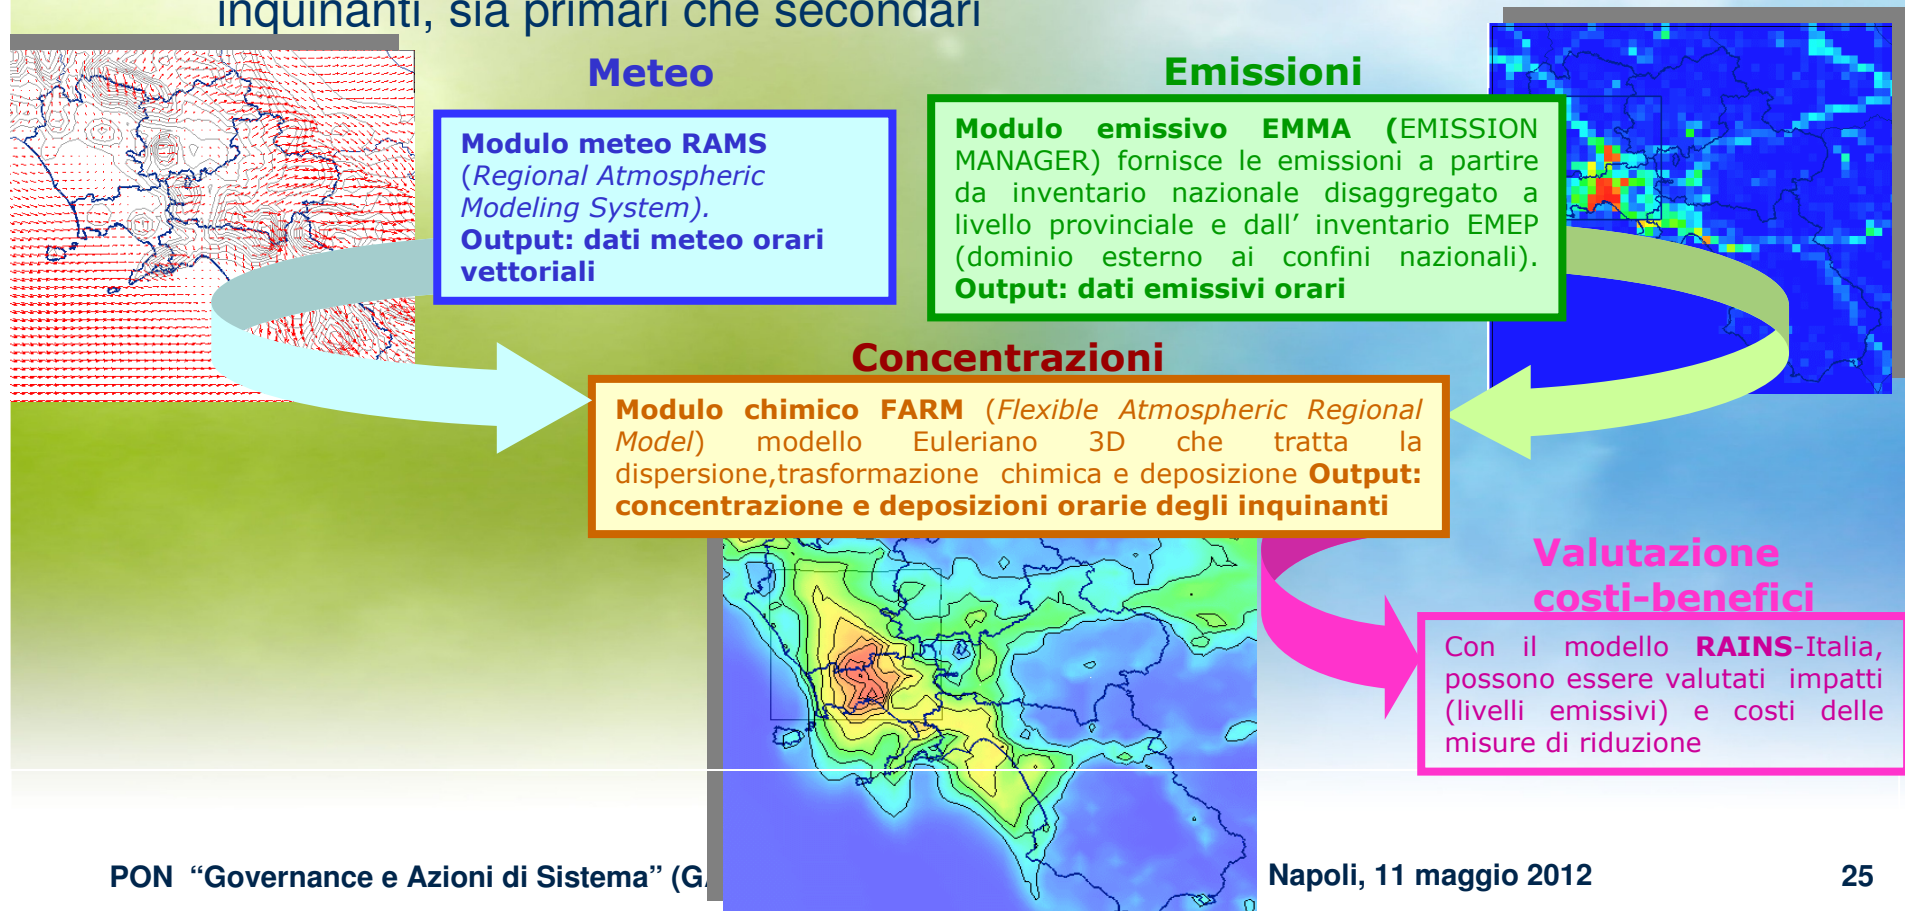 inquinanti, sia primari che secondari
Meteo
Modulo meteo RAMS
(Regional Atmospheric
Modeling System).
Output: dati meteo orari
vettoriali
Emissioni
Modulo emissivo EMMA (EMISSION
MANAGER) fornisce le emissioni a partire
da inventario nazionale disaggregato a
livello provinciale e dall’ inventario EMEP
(dominio esterno ai confini nazionali).
Output: dati emissivi orari
Concentrazioni
Modulo chimico FARM (Flexible Atmospheric Regional
Model) modello Euleriano 3D che tratta la
dispersione,trasformazione chimica e deposizione Output:
concentrazione e deposizioni orarie degli inquinanti
Valutazione
costi-benefici
Con il modello RAINS-Italia,
possono essere valutati impatti
(livelli emissivi) e costi delle
misure di riduzione
PON “Governance e Azioni di Sistema” (G
Napoli, 11 maggio 2012
25